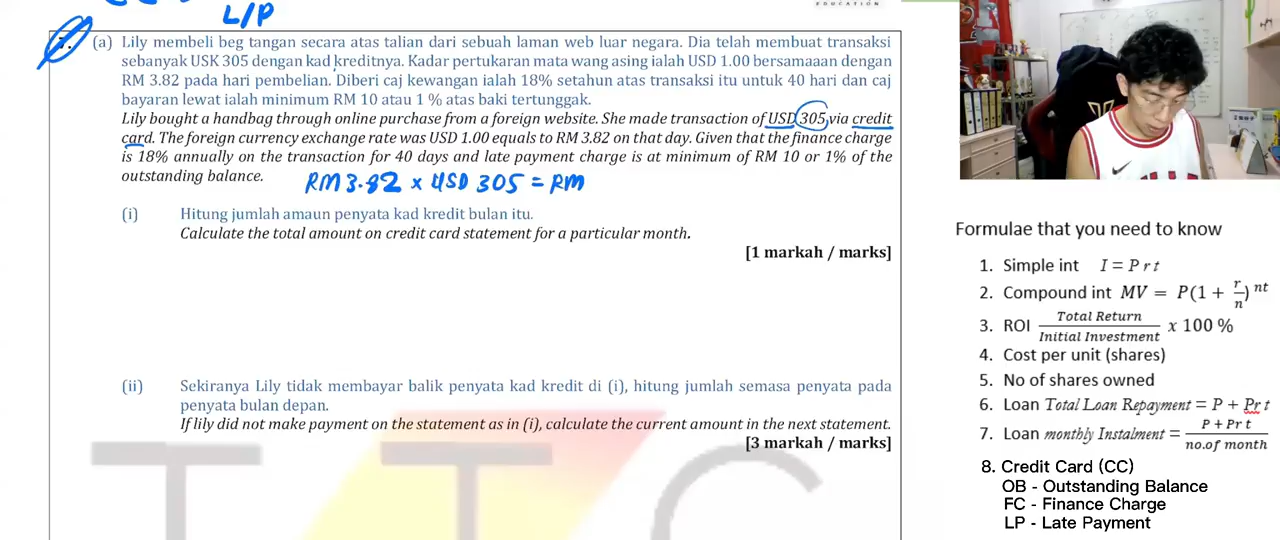 L/P
EDUCATION
7. (a) Lily membeli beg tangan secara atas talian dari sebuah laman web luar negara. Dia telah membuat transaksi
sebanyak USK 305 dengan kad kreditnya. Kadar pertukaran mata wang asing ialah USD 1.00 bersamaaan dengan
RM 3.82 pada hari pembelian. Diberi caj kewangan ialah 18% setahun atas transaksi itu untuk 40 hari dan caj
bayaran lewat ialah minimum RM 10 atau 1 % atas baki tertunggak.
Lily bought a handbag through online purchase from a foreign website. She made transaction of USD 305 via credit
card. The foreign currency exchange rate was USD 1.00 equals to RM 3.82 on that day. Given that the finance charge
is 18% annually on the transaction for 40 days and late payment charge is at minimum of RM 10 or 1% of the
outstanding balance.
RM 3.82 x USD 305 = RM
(i) Hitung jumlah amaun penyata kad kredit bulan itu.
Calculate the total amount on credit card statement for a particular month.
[1 markah / marks]
(ii) Sekiranya Lily tidak membayar balik penyata kad kredit di (i), hitung jumlah semasa penyata pada
penyata bulan depan.
If lily did not make payment on the statement as in (i), calculate the current amount in the next statement.
[3 markah / marks]
TTC
Formulae that you need to know
1. Simple int I = P r t
2. Compound int MV = P(1 + r/n) nt
3. ROI Total Return / Initial Investment x 100 %
4. Cost per unit (shares)
5. No of shares owned
6. Loan Total Loan Repayment = P + Pr t
7. Loan monthly Instalment = P + Pr t / no.of month
8. Credit Card (CC)
OB - Outstanding Balance
FC - Finance Charge
LP - Late Payment